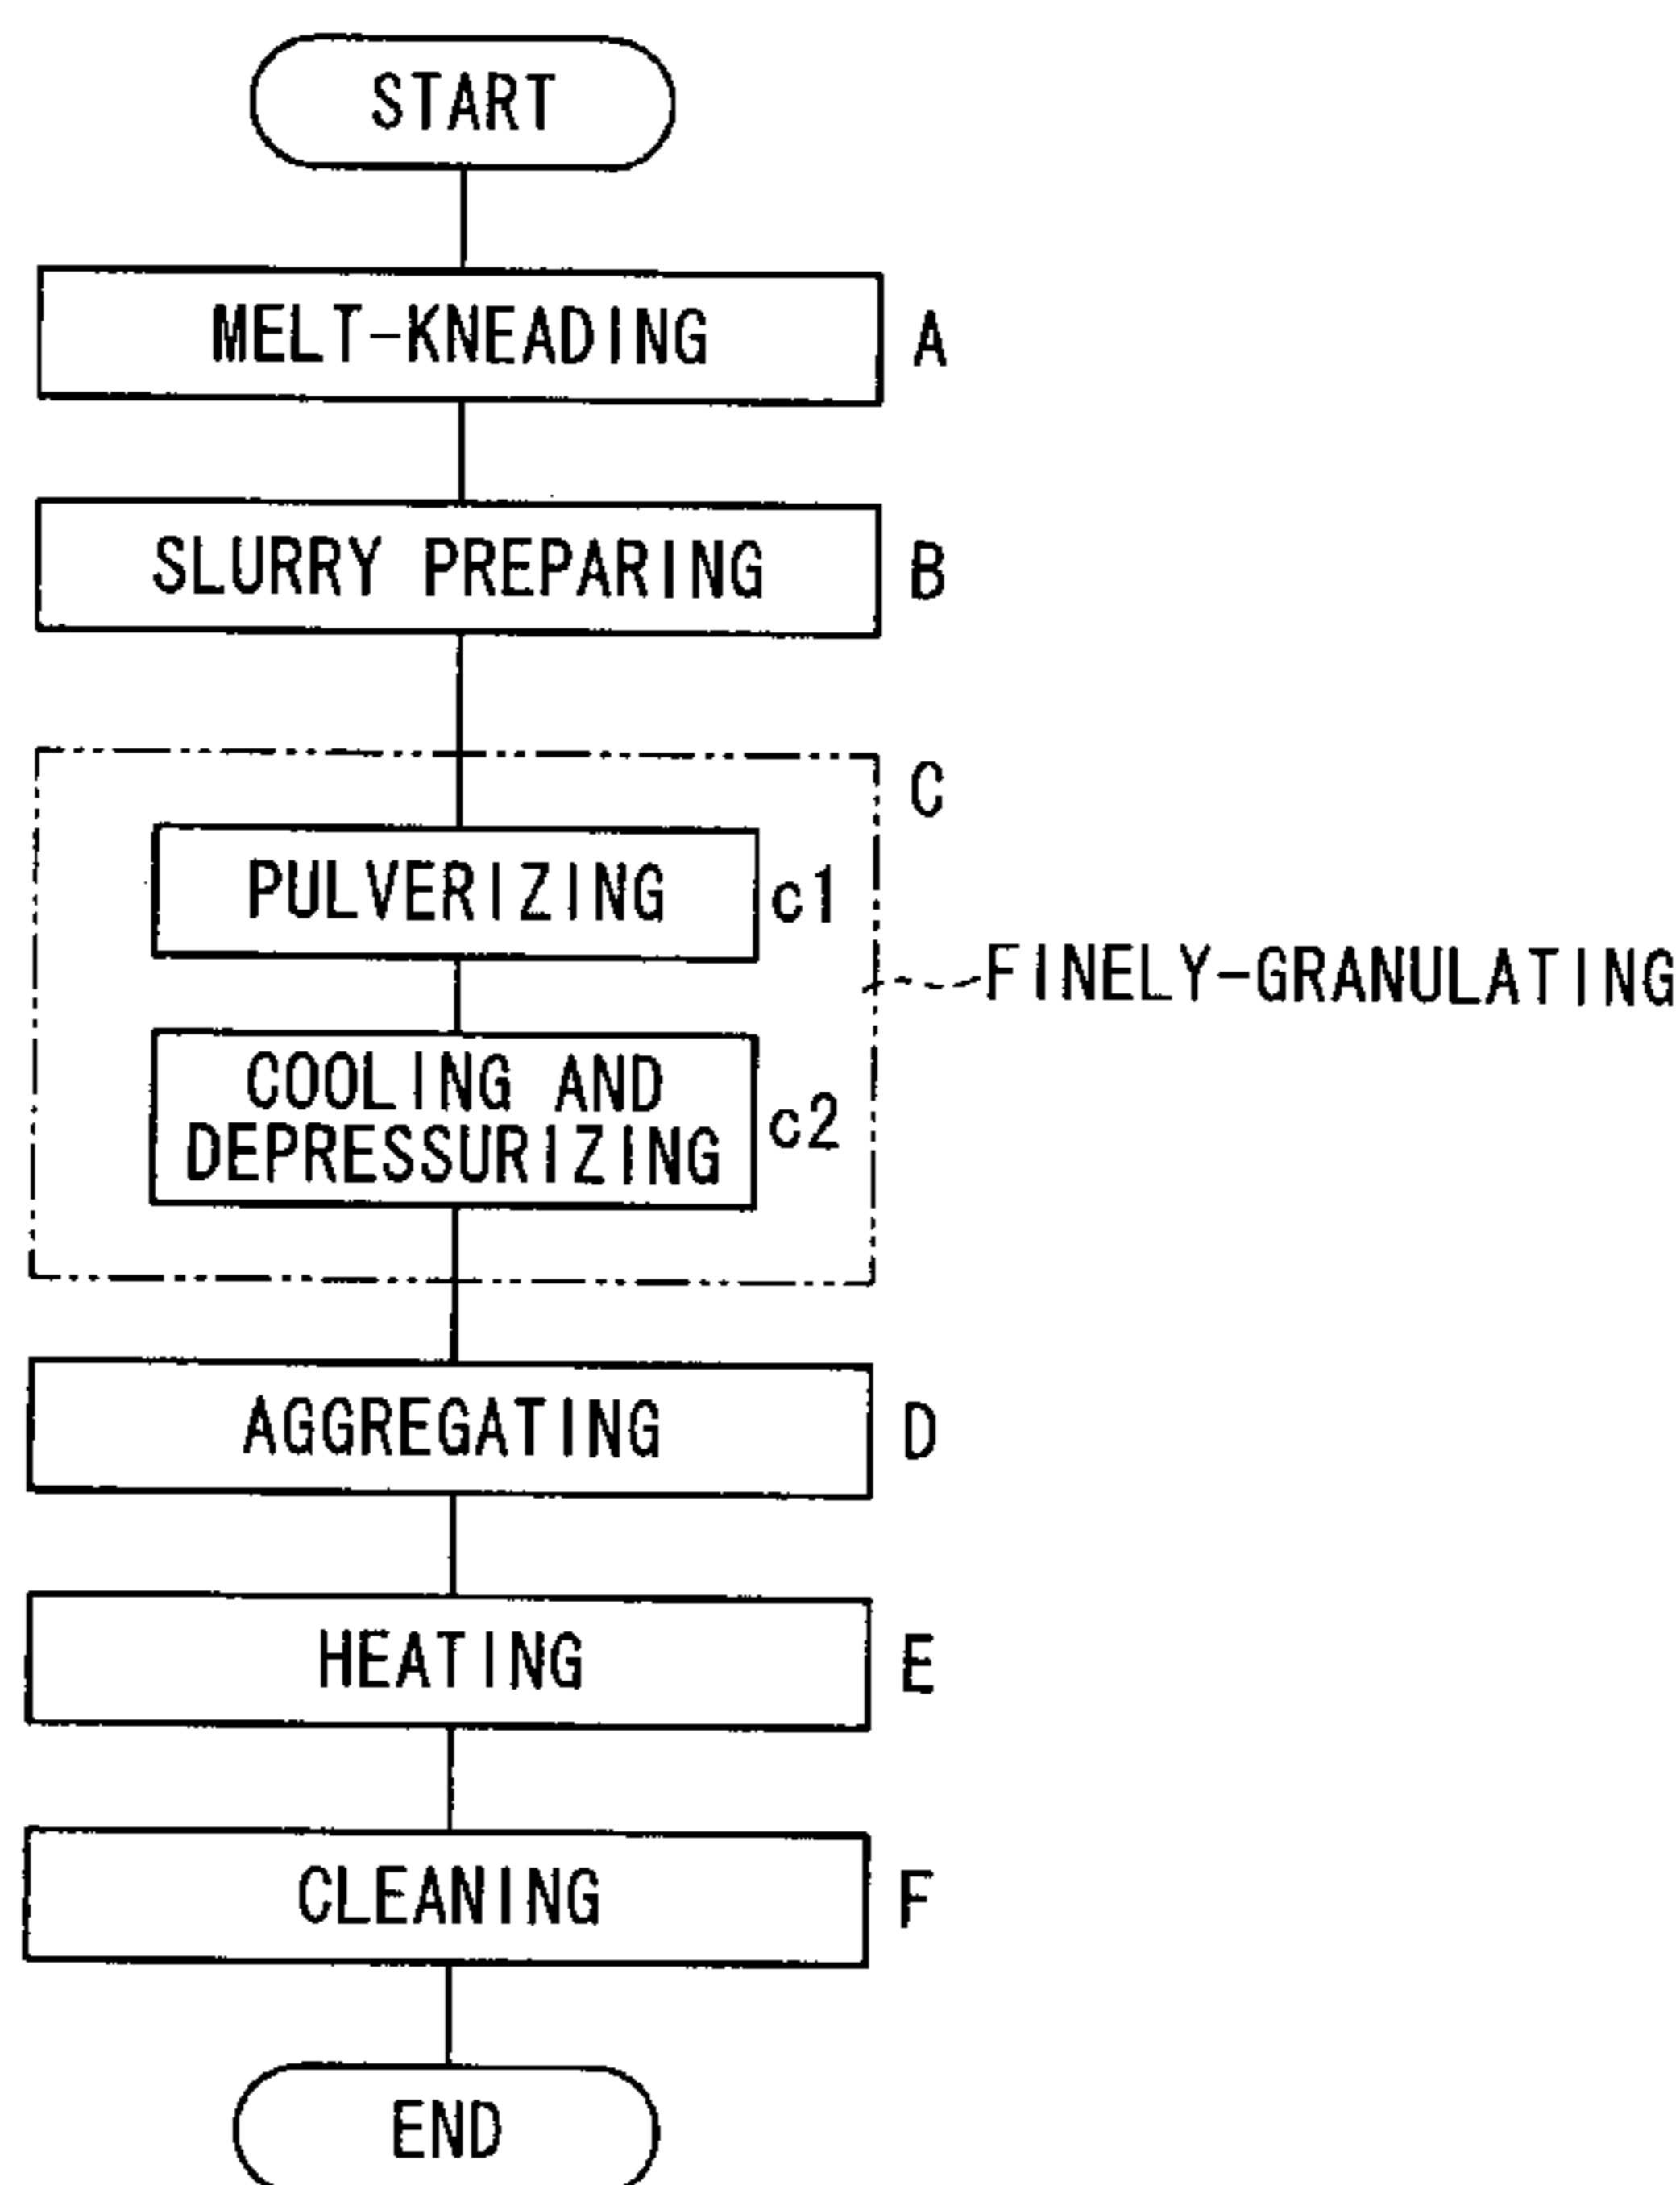 START
MELT-KNEADING A
SLURRY PREPARING B
C
PULVERIZING c1
FINELY-GRANULATING
COOLING AND
DEPRESSURIZING c2
AGGREGATING D
HEATING E
CLEANING F
END